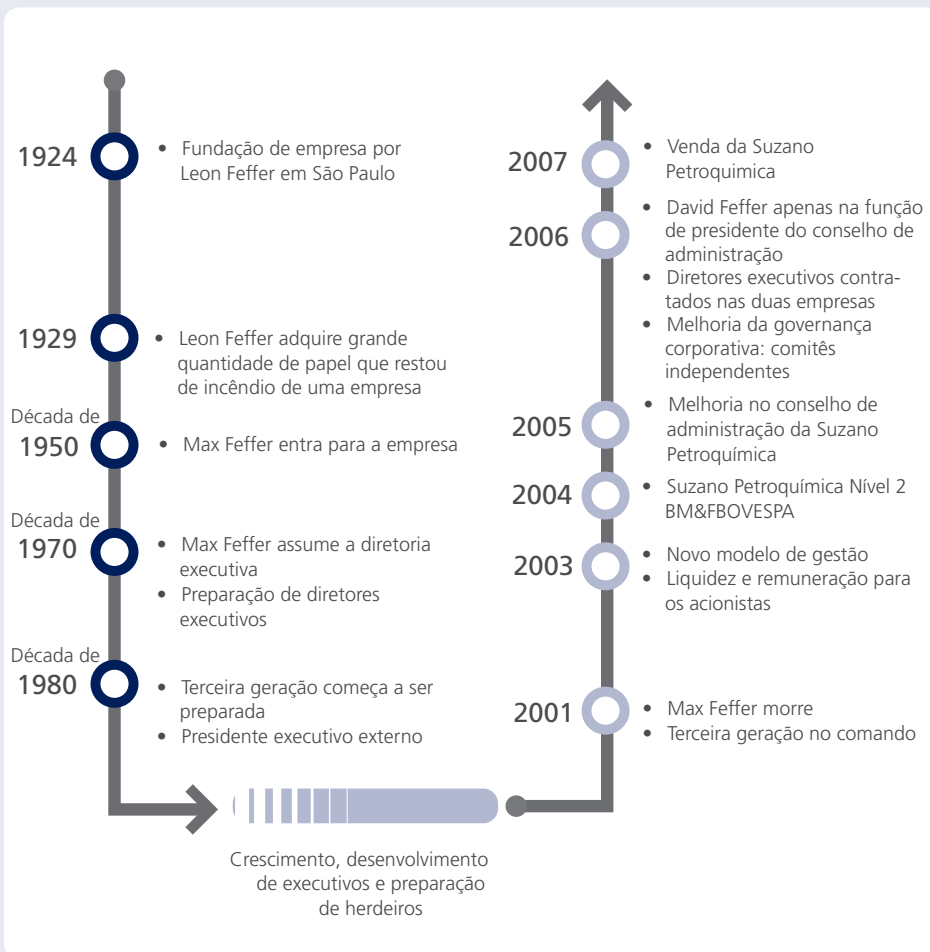 1924
• Fundação de empresa por
Leon Feffer em São Paulo
1929
• Leon Feffer adquire grande
quantidade de papel que restou
de incêndio de uma empresa
Década de
1950
• Max Feffer entra para a empresa
Década de
1970
• Max Feffer assume a diretoria
executiva
• Preparação de diretores
executivos
Década de
1980
• Terceira geração começa a ser
preparada
• Presidente executivo externo
Crescimento, desenvolvimento
de executivos e preparação
de herdeiros
2007
• Venda da Suzano
Petroquimica
2006
• David Feffer apenas na função
de presidente do conselho de
administração
• Diretores executivos contra-
tados nas duas empresas
• Melhoria da governança
corporativa: comitês
independentes
2005
• Melhoria no conselho de
administração da Suzano
Petroquímica
2004
• Suzano Petroquímica Nível 2
BM&FBOVESPA
2003
• Novo modelo de gestão
• Liquidez e remuneração para
os acionistas
2001
• Max Feffer morre
• Terceira geração no comando